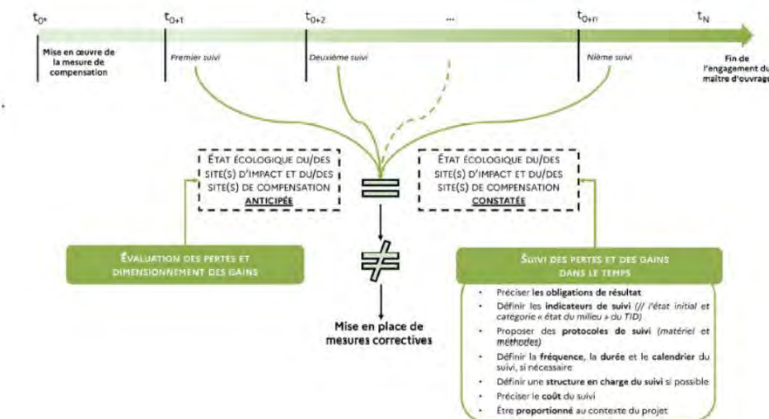 t0* t0+1 t0+2 ... t0+n tN
Mise en œuvre de
la mesure de
compensation
Premier suivi
Deuxième suivi
Nième suivi
Fin de
l'engagement du
maître d'ouvrage
ÉTAT ÉCOLOGIQUE DU/DES
SITE(S) D'IMPACT ET DU/DES
SITE(S) DE COMPENSATION
ANTICIPÉE
=
ÉTAT ÉCOLOGIQUE DU/DES
SITE(S) D'IMPACT ET DU/DES
SITE(S) DE COMPENSATION
CONSTATÉE
≠
ÉVALUATION DES PERTES ET
DIMENSIONNEMENT DES GAINS
Mise en place de
mesures correctives
SUIVI DES PERTES ET DES GAINS
DANS LE TEMPS
• Préciser les obligations de résultat
• Définir les indicateurs de suivi (// l'état initial et
catégorie « état du milieu » du TID)
• Proposer des protocoles de suivi (matériel et
méthodes)
• Définir la fréquence, la durée et le calendrier du
suivi, si nécessaire
• Définir une structure en charge du suivi si possible
• Préciser le coût du suivi
• Être proportionné au contexte du projet